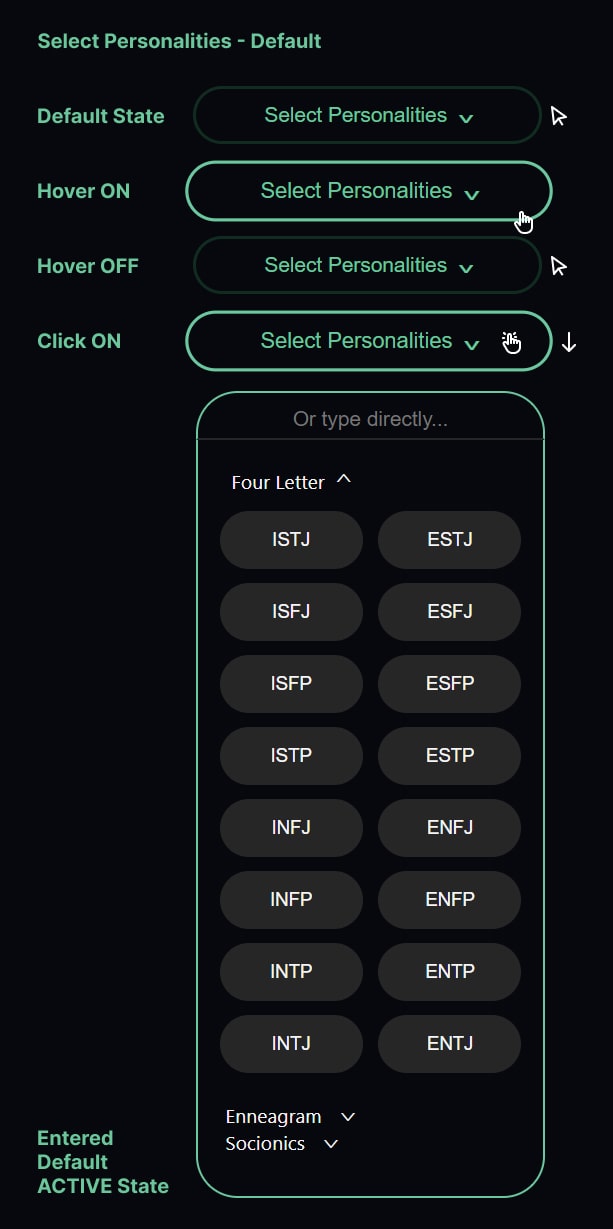 Select Personalities - Default
Default State Select Personalities
Hover ON Select Personalities
Hover OFF Select Personalities
Click ON Select Personalities
Or type directly...
Four Letter
ISTJ ESTJ
ISFJ ESFJ
ISFP ESFP
ISTP ESTP
INFJ ENFJ
INFP ENFP
INTP ENTP
INTJ ENTJ
Enneagram
Socionics
Entered
Default
ACTIVE State